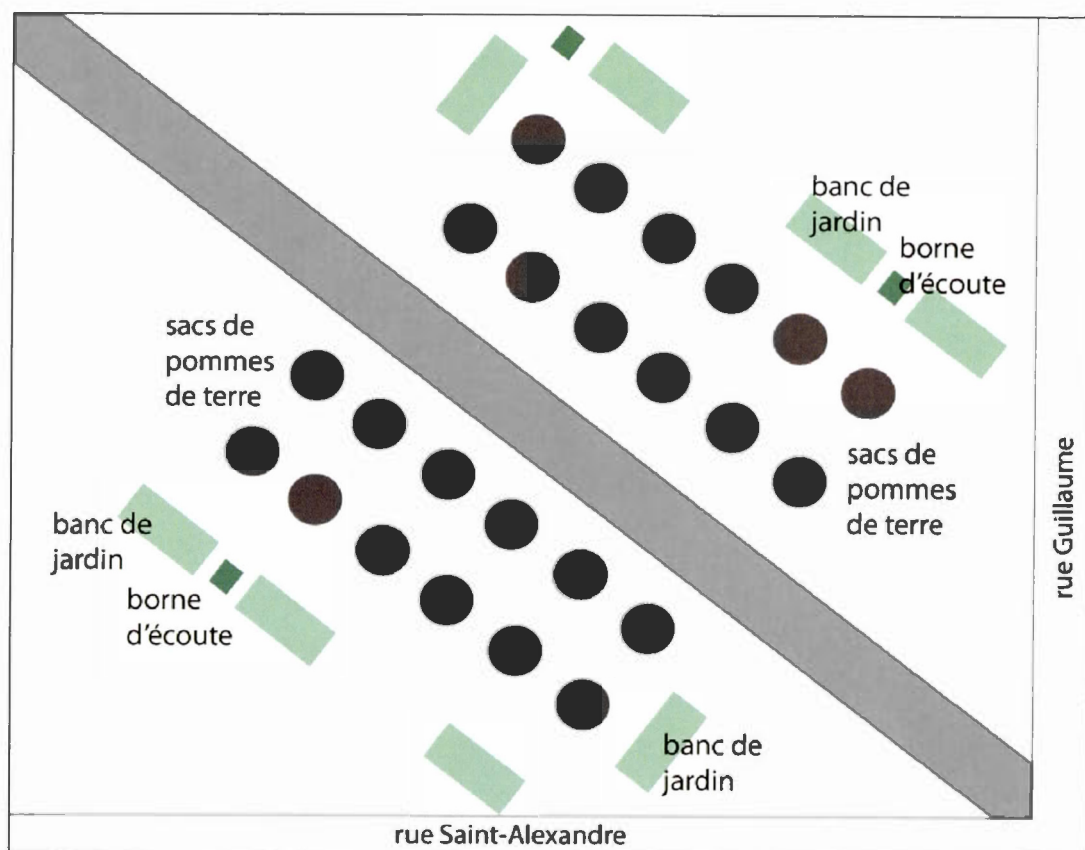 banc de
jardin
borne
d'écoute
sacs de
pommes
de terre
sacs de
pommes
de terre
banc de
jardin
borne
d'écoute
banc de
jardin
rue Guillaume
rue Saint-Alexandre